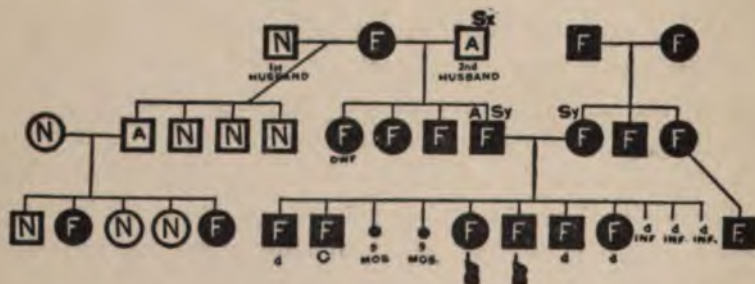 Sx
N F A F F
1st HUSBAND 2nd HUSBAND
A Sy Sy
N A N N N F F F F F F F
DWF
N F N N F F F F F F F F
d C 9 MOS. 9 MOS. d d d INF d INF. d INF.